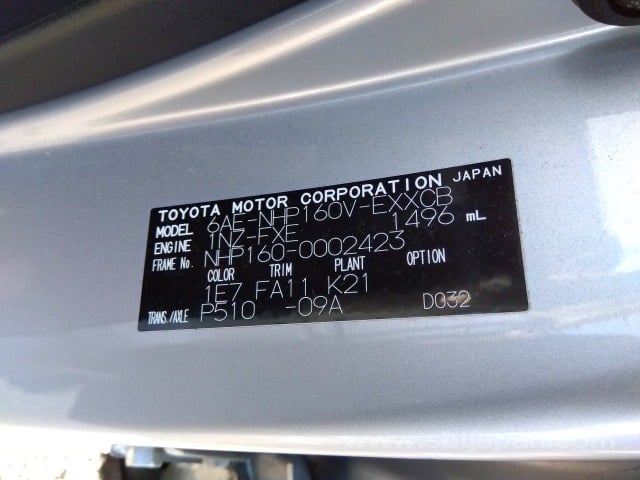 TOYOTA MOTOR CORPORATION JAPAN
MODEL 6AE-NHP160V-EXXCB
ENGINE 1NZ-FXE 1496 mL
FRAME No. NHP160-0002423
COLOR TRIM PLANT OPTION
1E7 FA11 K21
TRANS./AXLE P510 -09A D032